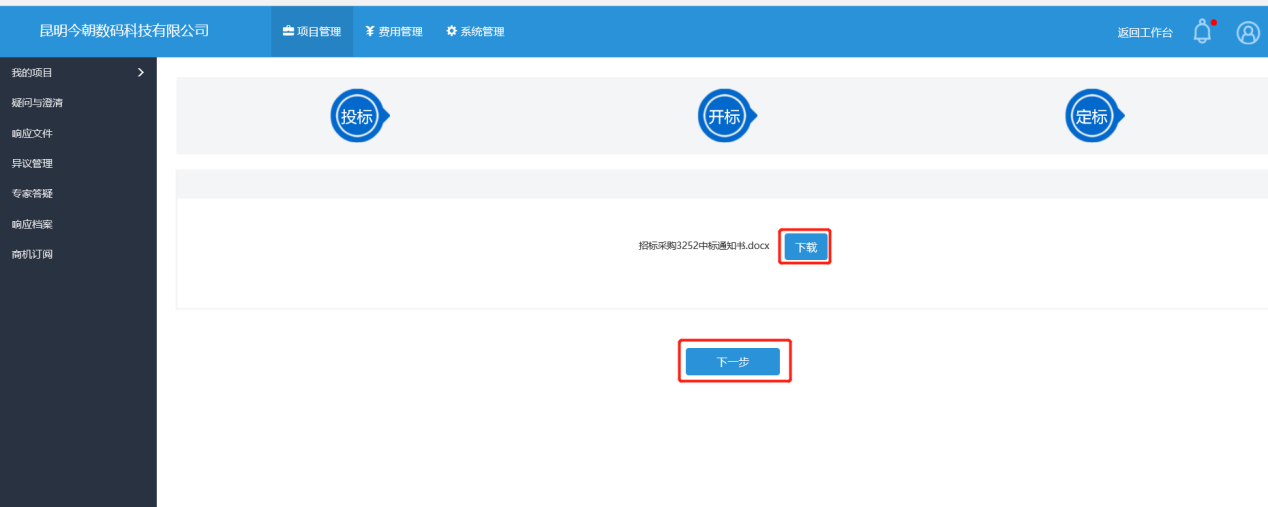 昆明今朝数码科技有限公司 项目管理 ¥ 费用管理 系统管理 返回工作台
我的项目
疑问与澄清
响应文件
异议管理
专家答疑
响应档案
商机订阅
投标 开标 定标
招标采购3252中标通知书.docx 下载
下一步